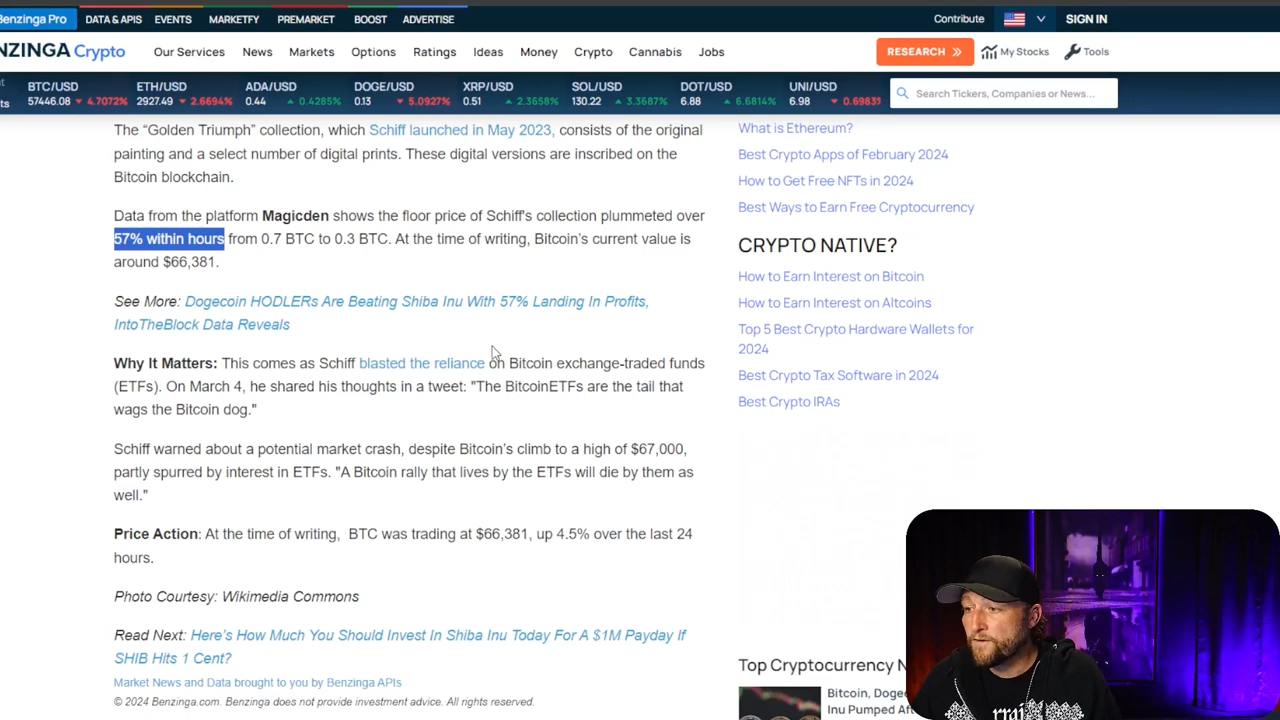 Benzinga Pro
DATA & APIS
EVENTS
MARKETFY
PREMARKET
BOOST
ADVERTISE
Contribute
SIGN IN
NZINGA Crypto
Our Services
News
Markets
Options
Ratings
Ideas
Money
Crypto
Cannabis
Jobs
RESEARCH
My Stocks
Tools
BTC/USD
57446.08 4.7072%
ETH/USD
2927.49 2.6694%
ADA/USD
0.44 0.4285%
DOGE/USD
0.13 5.0927%
XRP/USD
0.51 2.3658%
SOL/USD
130.22 3.3687%
DOT/USD
6.88 6.6814%
UNI/USD
6.98 0.6983%
Search Tickers, Companies or News...
The “Golden Triumph” collection, which Schiff launched in May 2023, consists of the original
painting and a select number of digital prints. These digital versions are inscribed on the
Bitcoin blockchain.
Data from the platform Magicden shows the floor price of Schiff's collection plummeted over
57% within hours from 0.7 BTC to 0.3 BTC. At the time of writing, Bitcoin’s current value is
around $66,381.
See More: Dogecoin HODLERs Are Beating Shiba Inu With 57% Landing In Profits,
IntoTheBlock Data Reveals
Why It Matters: This comes as Schiff blasted the reliance on Bitcoin exchange-traded funds
(ETFs). On March 4, he shared his thoughts in a tweet: "The BitcoinETFs are the tail that
wags the Bitcoin dog."
Schiff warned about a potential market crash, despite Bitcoin’s climb to a high of $67,000,
partly spurred by interest in ETFs. "A Bitcoin rally that lives by the ETFs will die by them as
well."
Price Action: At the time of writing, BTC was trading at $66,381, up 4.5% over the last 24
hours.
Photo Courtesy: Wikimedia Commons
Read Next: Here’s How Much You Should Invest In Shiba Inu Today For A $1M Payday If
SHIB Hits 1 Cent?
Market News and Data brought to you by Benzinga APIs
© 2024 Benzinga.com. Benzinga does not provide investment advice. All rights reserved.
What is Ethereum?
Best Crypto Apps of February 2024
How to Get Free NFTs in 2024
Best Ways to Earn Free Cryptocurrency
CRYPTO NATIVE?
How to Earn Interest on Bitcoin
How to Earn Interest on Altcoins
Top 5 Best Crypto Hardware Wallets for
2024
Best Crypto Tax Software in 2024
Best Crypto IRAs
Top Cryptocurrency N
Bitcoin, Doge
Inu Pumped Af